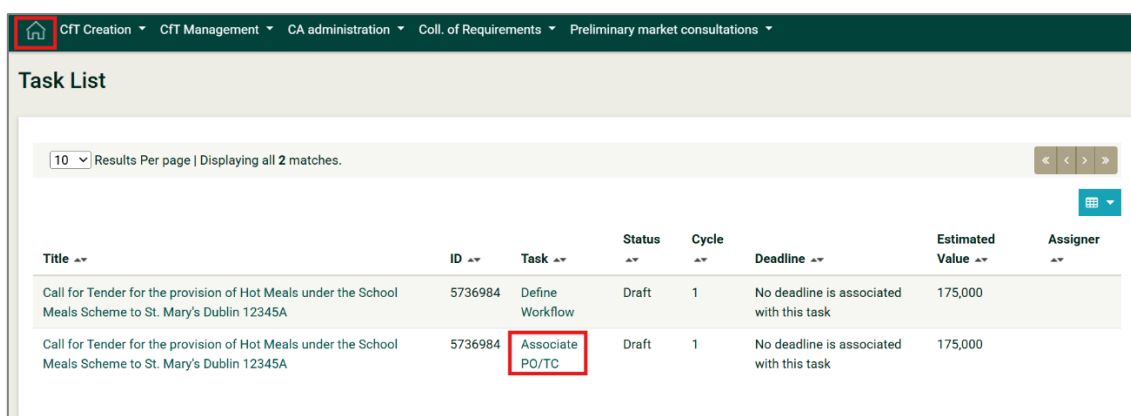 CfT Creation CfT Management CA administration Coll. of Requirements Preliminary market consultations
Task List
10 Results Per page | Displaying all 2 matches.
« < > »
Status Cycle Estimated Assigner
Title ID Task Deadline Value
Call for Tender for the provision of Hot Meals under the School 5736984 Define Draft 1 No deadline is associated 175,000
Meals Scheme to St. Mary's Dublin 12345A Workflow with this task
Call for Tender for the provision of Hot Meals under the School 5736984 Associate Draft 1 No deadline is associated 175,000
Meals Scheme to St. Mary's Dublin 12345A PO/TC with this task